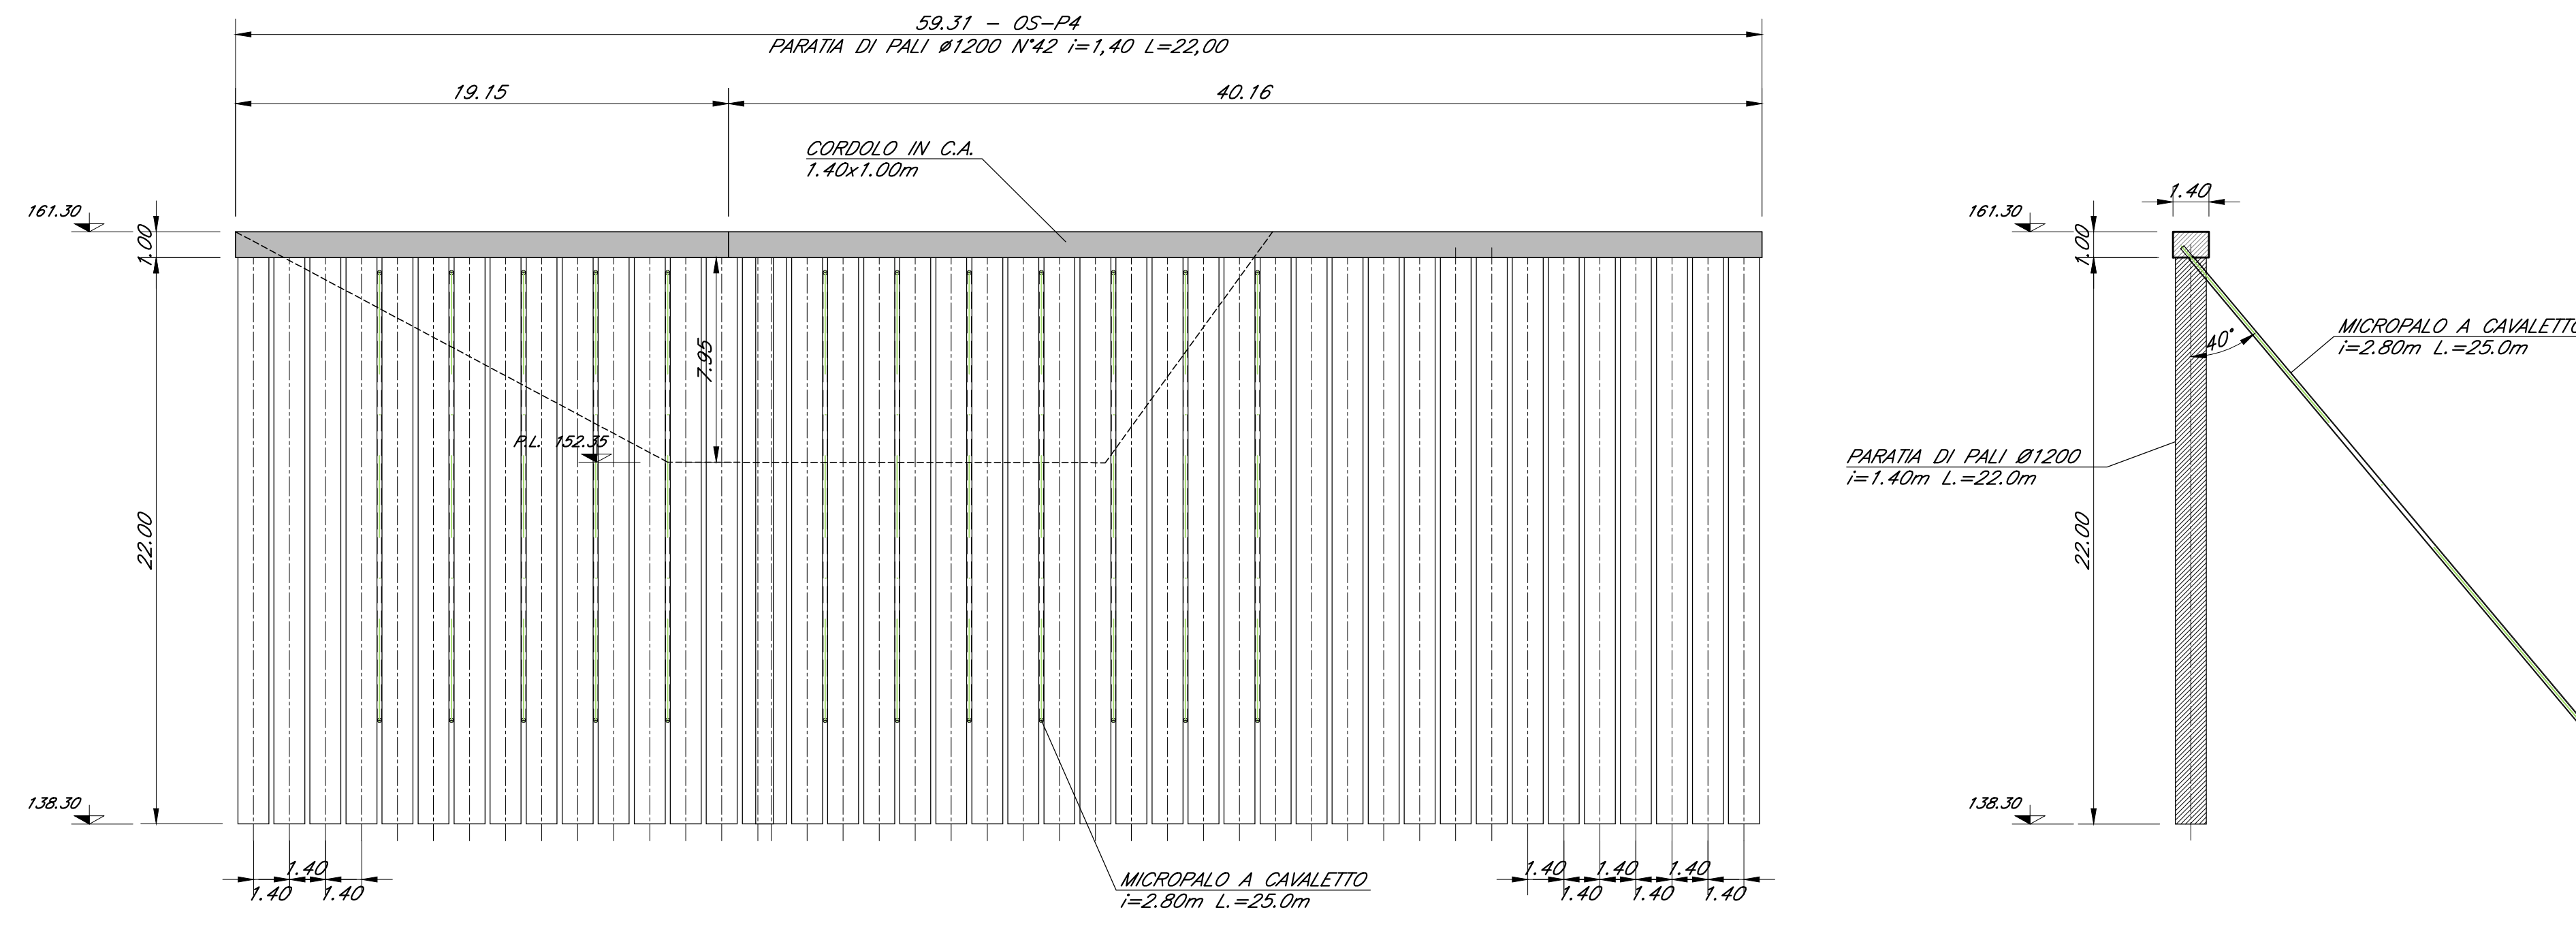 59.31 - OS-P4
PARATIA DI PALI ø1200 N°42 i=1,40 L=22,00
19.15
40.16
CORDOLO IN C.A.
1.40x1.00m
161.30
1.00
7.95
P.L. 152.35
22.00
138.30
1.40
1.40
1.40
MICROPALO A CAVALETTO
i=2.80m L.=25.0m
1.40
1.40
1.40
1.40
1.40
1.40
1.40
161.30
1.00
40°
MICROPALO A CAVALETTO
i=2.80m L.=25.0m
PARATIA DI PALI Ø1200
i=1.40m L.=22.0m
22.00
138.30